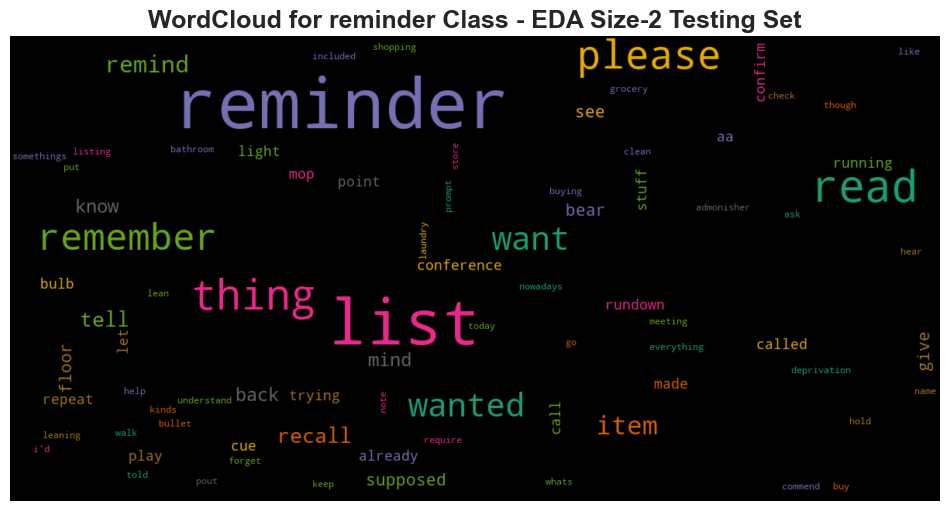 WordCloud for reminder Class - EDA Size-2 Testing Set
shopping
included
remind
please
confirm
like
reminder
grocery
check
though
see
aa
somethings
listing
put
bathroom
light
store
clean
running
mop
point
prompt
buying
stuff
read
know
bear
admonisher
ask
remember
laundry
want
hear
conference
bulb
lean
thing
nowadays
list
rundown
tell
let
today
meeting
go
everything
called
give
floor
mind
deprivation
made
name
help
back
trying
repeat
understand
kinds
note
wanted
call
bullet
item
hold
leaning
walk
i'd
recall
cue
require
play
forget
already
told
pout
keep
supposed
whats
commend
buy